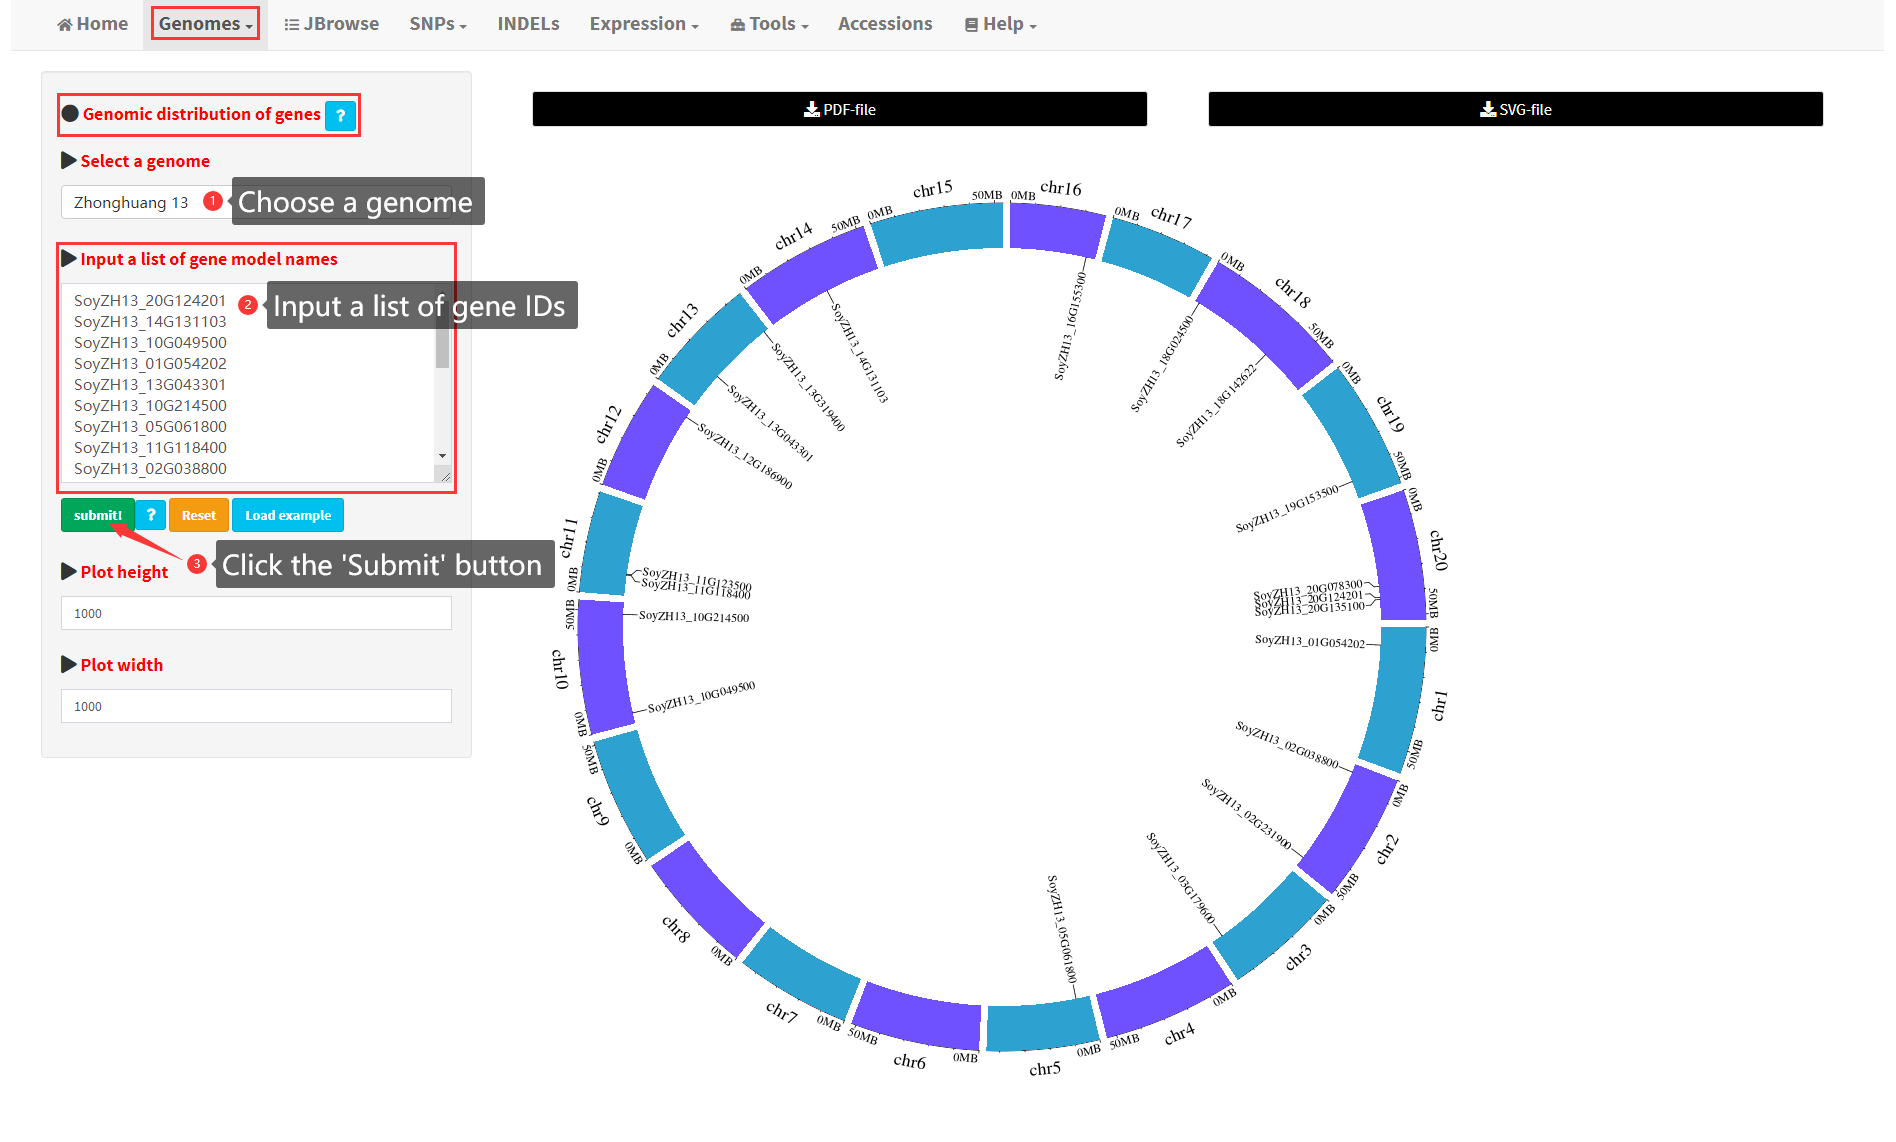 Home Genomes JBrowse SNPs INDELs Expression Tools Accessions Help
Genomic distribution of genes ?
Select a genome
Zhonghuang 13 1 Choose a genome
Input a list of gene model names
SoyZH13_20G124201 2 Input a list of gene IDs
SoyZH13_14G131103
SoyZH13_10G049500
SoyZH13_01G054202
SoyZH13_13G043301
SoyZH13_10G214500
SoyZH13_05G061800
SoyZH13_11G118400
SoyZH13_02G038800
submit! ? Reset Load example
3 Click the 'Submit' button
Plot height
1000
Plot width
1000
PDF-file
SVG-file
chr15
50MB
0MB
chr16
0MB
chr17
0MB
chr18
50MB
0MB
chr19
50MB
0MB
chr20
50MB
0MB
chr1
50MB
0MB
chr2
50MB
0MB
chr3
0MB
chr4
50MB
0MB
chr5
0MB
chr6
50MB
0MB
chr7
0MB
chr8
0MB
chr9
50MB
0MB
chr10
50MB
0MB
chr11
0MB
chr12
0MB
chr13
0MB
chr14
50MB
0MB
SoyZH13_16G155300
SoyZH13_18G024500
SoyZH13_18G142622
SoyZH13_19G153500
SoyZH13_20G078300
SoyZH13_20G124201
SoyZH13_20G135100
SoyZH13_01G054202
SoyZH13_02G038800
SoyZH13_02G231900
SoyZH13_03G179600
SoyZH13_05G061800
SoyZH13_10G049500
SoyZH13_10G214500
SoyZH13_11G118400
SoyZH13_11G123500
SoyZH13_12G186900
SoyZH13_13G043301
SoyZH13_13G319400
SoyZH13_14G131103